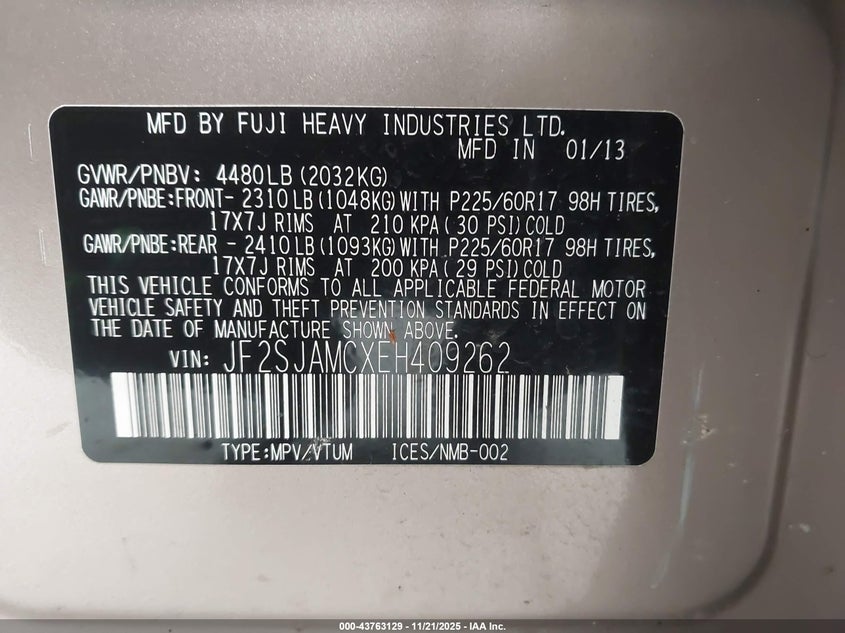 MFD BY FUJI HEAVY INDUSTRIES LTD.
MFD IN 01/13
GVWR/PNBV: 4480LB(2032KG)
GAWR/PNBE:FRONT- 2310LB(1048KG)WITH P225/60R17 98H TIRES,
17X7J RIMS AT 210 KPA(30 PSI)COLD
GAWR/PNBE:REAR - 2410LB(1093KG)WITH P225/60R17 98H TIRES,
17X7J RIMS AT 200 KPA(29 PSI)COLD
THIS VEHICLE CONFORMS TO ALL APPLICABLE FEDERAL MOTOR
VEHICLE SAFETY AND THEFT PREVENTION STANDARDS IN EFFECT ON
THE DATE OF MANUFACTURE SHOWN ABOVE.
VIN: JF2SJAMCXEH409262
TYPE:MPV/VTUM ICES/NMB-002
000-43763129 - 11/21/2025 - IAA Inc.